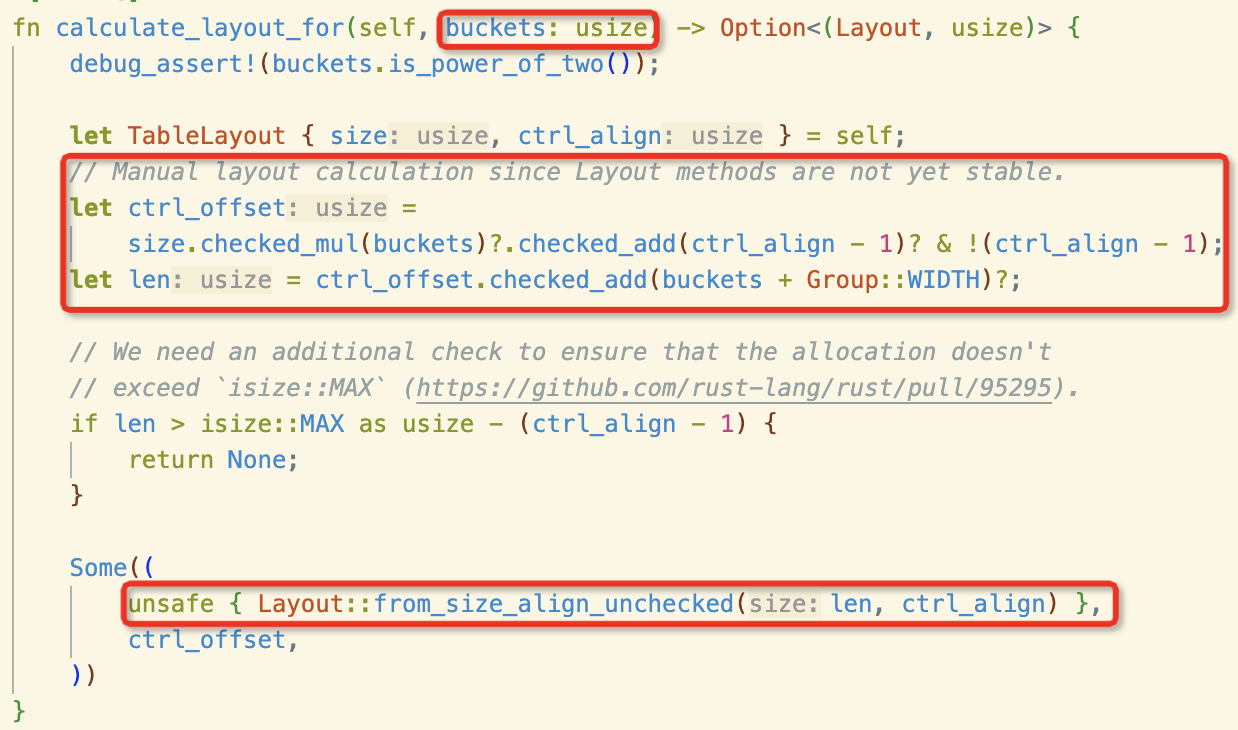 fn calculate_layout_for(self, buckets: usize) -> Option<(Layout, usize)> {
debug_assert!(buckets.is_power_of_two());
let TableLayout { size: usize, ctrl_align: usize } = self;
// Manual layout calculation since Layout methods are not yet stable.
let ctrl_offset: usize =
size.checked_mul(buckets)?.checked_add(ctrl_align - 1)? & !(ctrl_align - 1);
let len: usize = ctrl_offset.checked_add(buckets + Group::WIDTH)?;
// We need an additional check to ensure that the allocation doesn't
// exceed `isize::MAX` (https://github.com/rust-lang/rust/pull/95295).
if len > isize::MAX as usize - (ctrl_align - 1) {
return None;
}
Some((
unsafe { Layout::from_size_align_unchecked(size: len, ctrl_align) },
ctrl_offset,
))
}